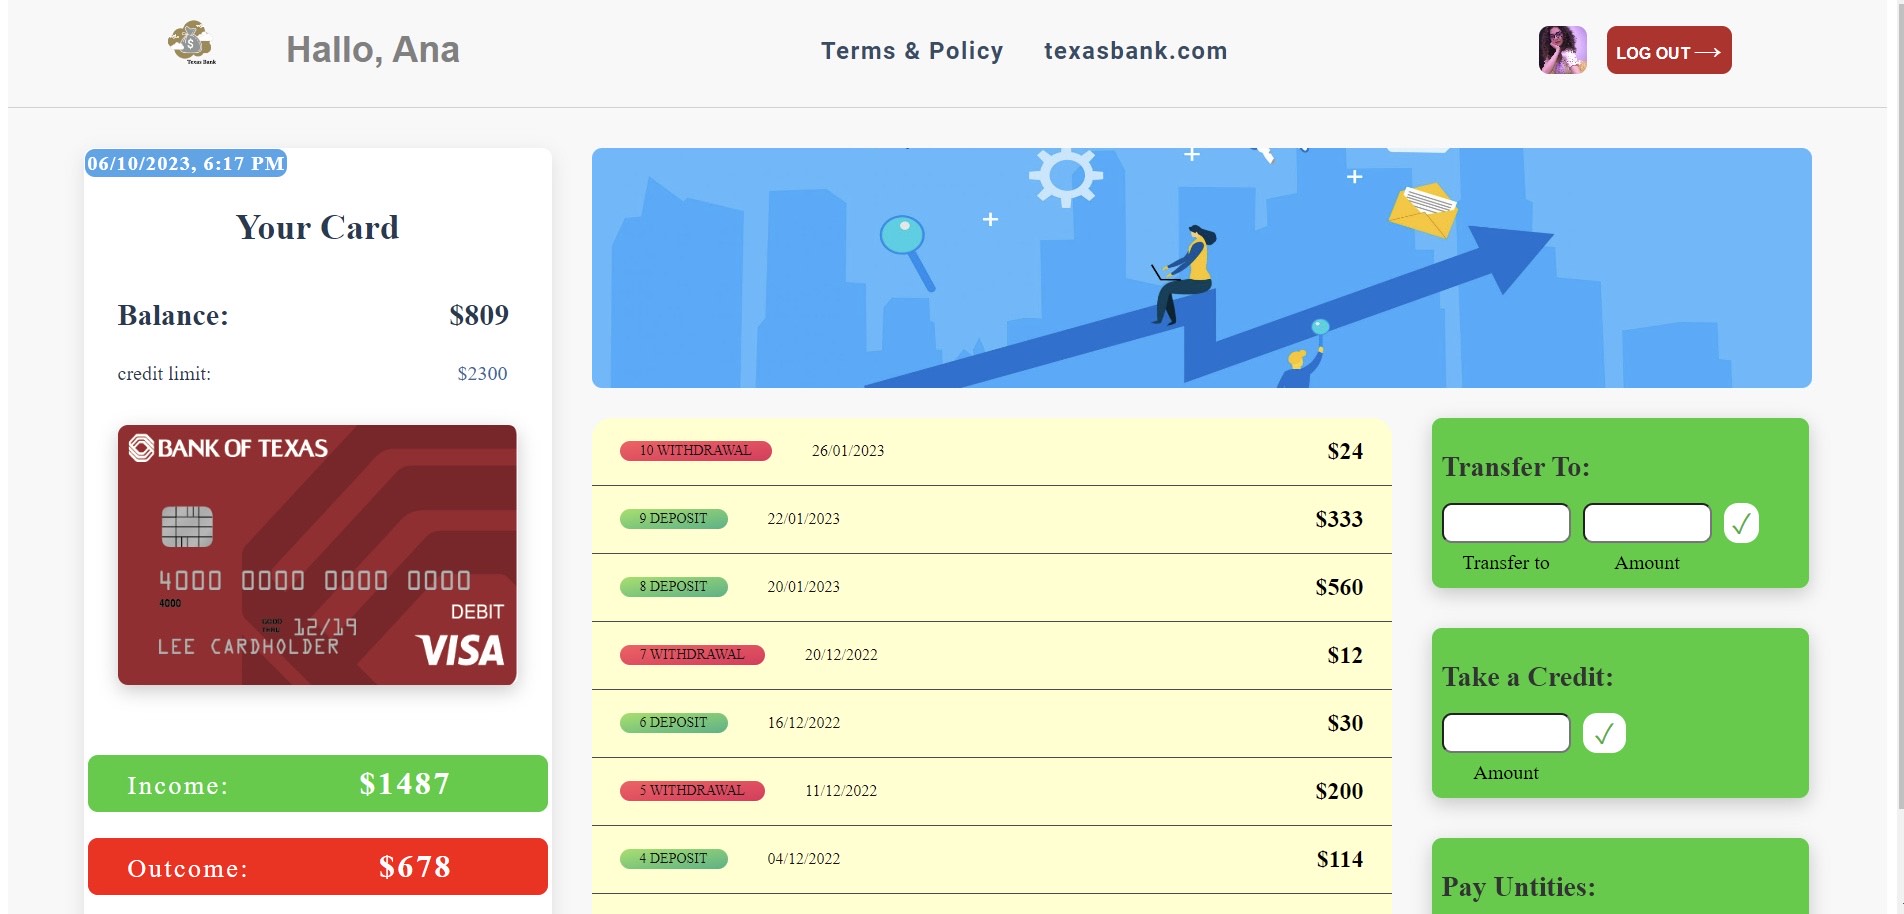 Texas Bank
Hallo, Ana
Terms & Policy texasbank.com
LOG OUT →
06/10/2023, 6:17 PM
Your Card
Balance: $809
credit limit: $2300
BANK OF TEXAS
4000 0000 0000 0000
4000
GOOD THRU 12/19
DEBIT
LEE CARDHOLDER
VISA
Income: $1487
Outcome: $678
10 WITHDRAWAL 26/01/2023 $24
9 DEPOSIT 22/01/2023 $333
8 DEPOSIT 20/01/2023 $560
7 WITHDRAWAL 20/12/2022 $12
6 DEPOSIT 16/12/2022 $30
5 WITHDRAWAL 11/12/2022 $200
4 DEPOSIT 04/12/2022 $114
Transfer To:
✓
Transfer to Amount
Take a Credit:
✓
Amount
Pay Untities: